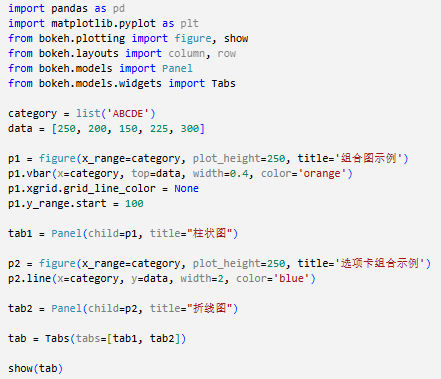 import pandas as pd
import matplotlib.pyplot as plt
from bokeh.plotting import figure, show
from bokeh.layouts import column, row
from bokeh.models import Panel
from bokeh.models.widgets import Tabs
category = list('ABCDE')
data = [250, 200, 150, 225, 300]
p1 = figure(x_range=category, plot_height=250, title='组合图示例')
p1.vbar(x=category, top=data, width=0.4, color='orange')
p1.xgrid.grid_line_color = None
p1.y_range.start = 100
tab1 = Panel(child=p1, title="柱状图")
p2 = figure(x_range=category, plot_height=250, title='选项卡组合示例')
p2.line(x=category, y=data, width=2, color='blue')
tab2 = Panel(child=p2, title="折线图")
tab = Tabs(tabs=[tab1, tab2])
show(tab)